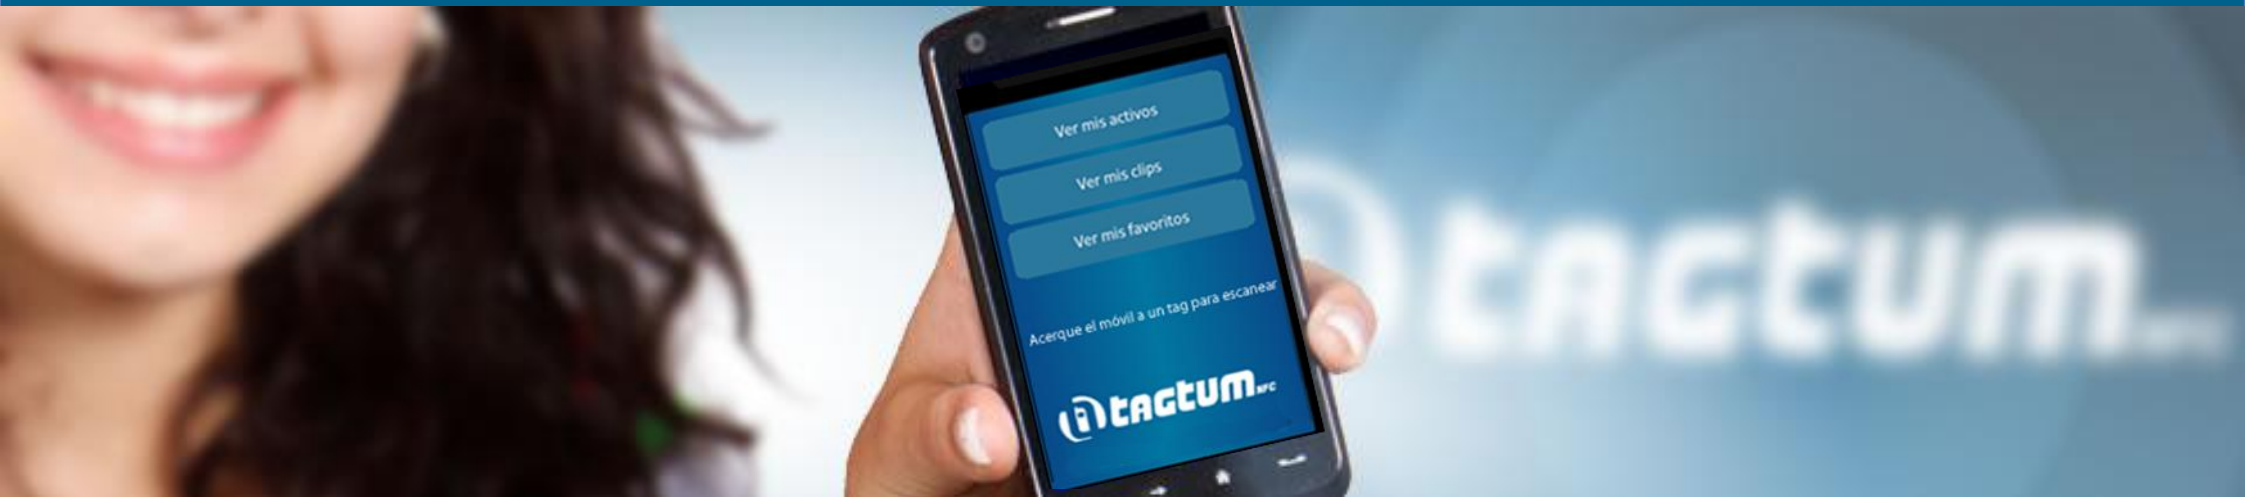 Ver mis activos
Ver mis clips
Ver mis favoritos
Acerque el móvil a un tag para escanear
tagtum NFC
tagtum